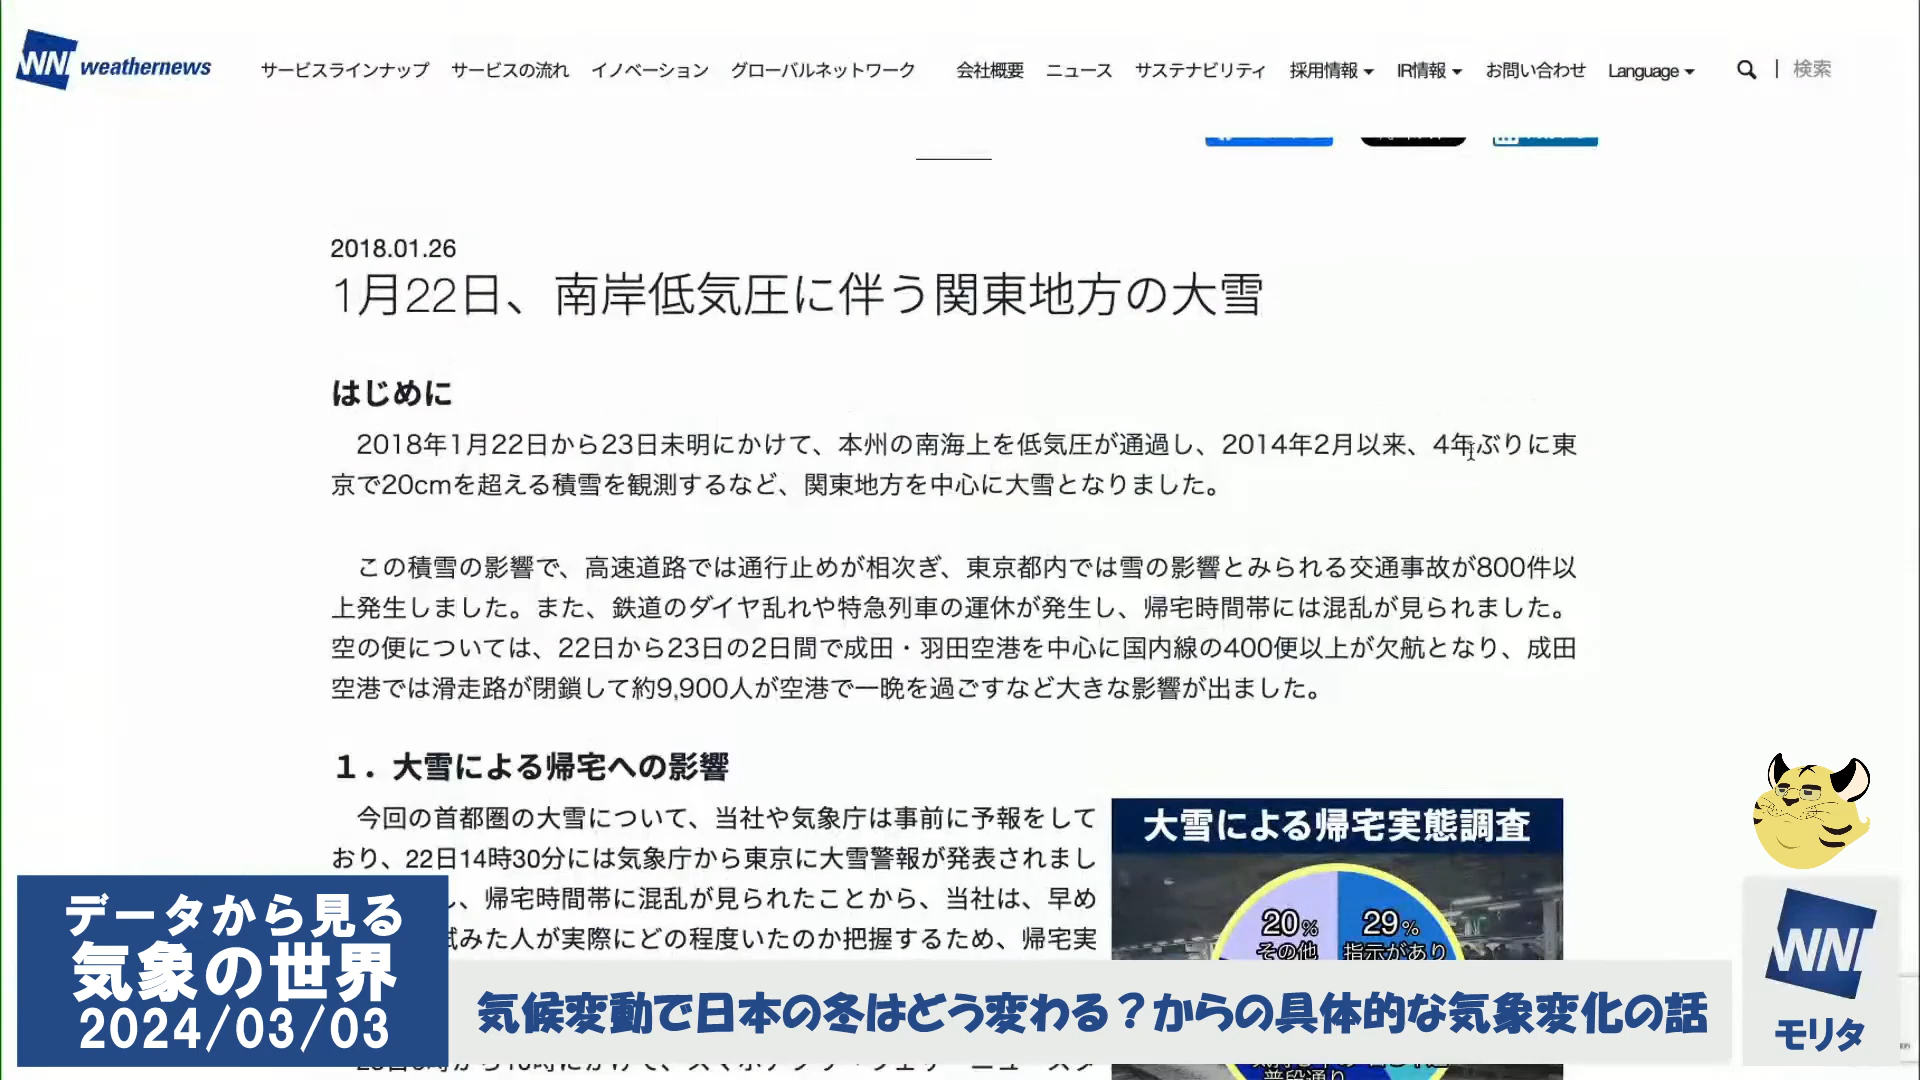 WNI weathernews
サービスラインナップ サービスの流れ イノベーション グローバルネットワーク 会社概要 ニュース サステナビリティ 採用情報 IR情報 お問い合わせ Language 検索
2018.01.26
1月22日、南岸低気圧に伴う関東地方の大雪
はじめに
2018年1月22日から23日未明にかけて、本州の南海上を低気圧が通過し、2014年2月以来、4年ぶりに東
京で20cmを超える積雪を観測するなど、関東地方を中心に大雪となりました。
この積雪の影響で、高速道路では通行止めが相次ぎ、東京都内では雪の影響とみられる交通事故が800件以
上発生しました。また、鉄道のダイヤ乱れや特急列車の運休が発生し、帰宅時間帯には混乱が見られました。
空の便については、22日から23日の2日間で成田・羽田空港を中心に国内線の400便以上が欠航となり、成田
空港では滑走路が閉鎖して約9,900人が空港で一晩を過ごすなど大きな影響が出ました。
1．大雪による帰宅への影響
今回の首都圏の大雪について、当社や気象庁は事前に予報をして
おり、22日14時30分には気象庁から東京に大雪警報が発表されまし
、帰宅時間帯に混乱が見られたことから、当社は、早め
試みた人が実際にどの程度いたのか把握するため、帰宅実
大雪による帰宅実態調査
20% その他
29% 指示があり
普段通り
データから見る
気象の世界
2024/03/03
気候変動で日本の冬はどう変わる？からの具体的な気象変化の話
WNI
モリタ